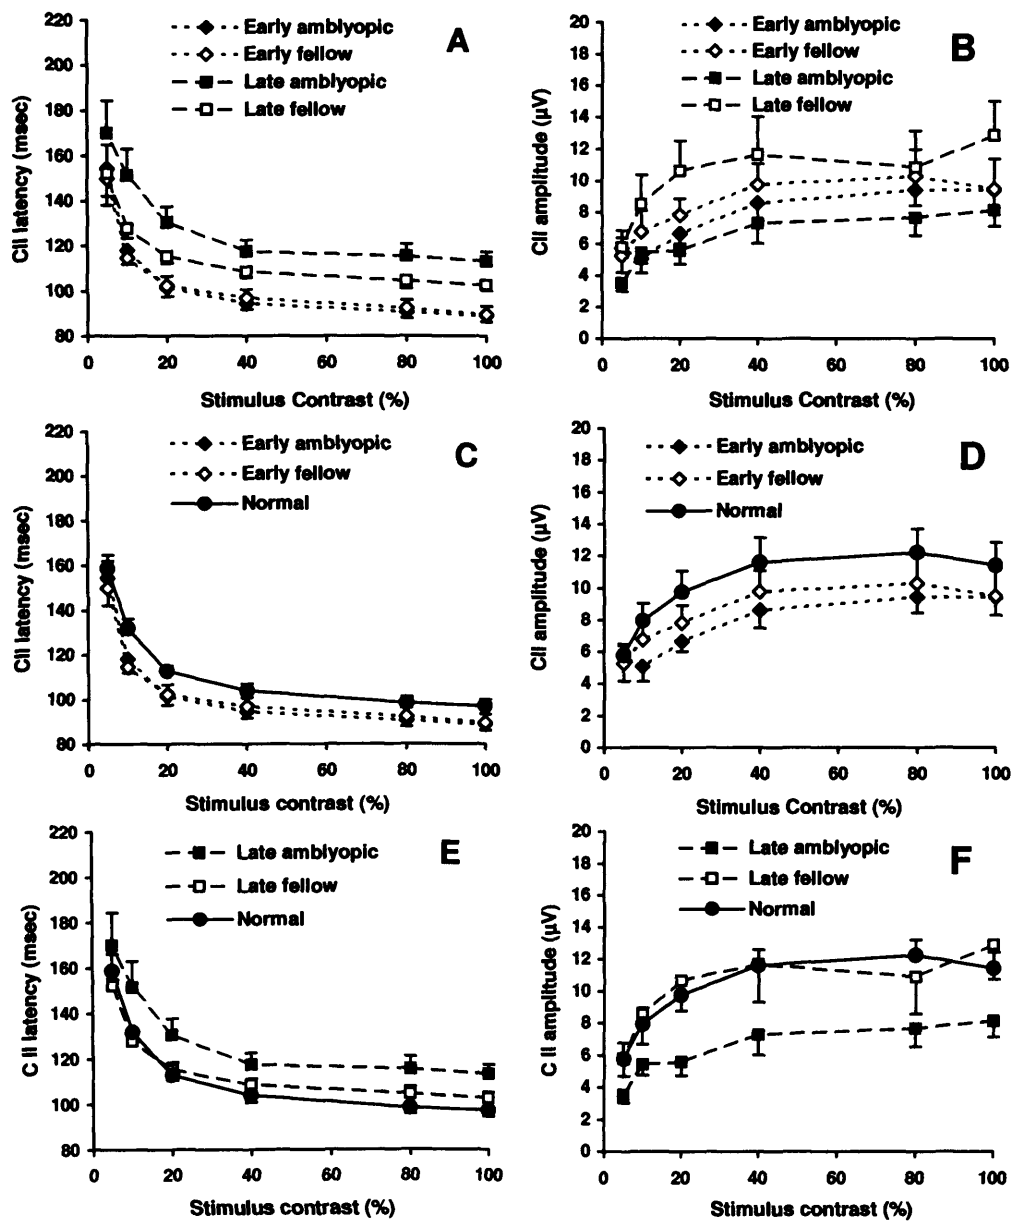 A
Early amblyopic
Early fellow
Late amblyopic
Late fellow
CII latency (msec)
220
200
180
160
140
120
100
80
0 20 40 60 80 100
Stimulus Contrast (%)
B
Early amblyopic
Early fellow
Late amblyopic
Late fellow
CII amplitude (µV)
20
18
16
14
12
10
8
6
4
2
0
0 20 40 60 80 100
Stimulus Contrast (%)
C
Early amblyopic
Early fellow
Normal
CII latency (msec)
220
200
180
160
140
120
100
80
0 20 40 60 80 100
Stimulus contrast (%)
D
Early amblyopic
Early fellow
Normal
CII amplitude (µV)
20
18
16
14
12
10
8
6
4
2
0
0 20 40 60 80 100
Stimulus Contrast (%)
E
Late amblyopic
Late fellow
Normal
C II latency (msec)
220
200
180
160
140
120
100
80
0 20 40 60 80 100
Stimulus contrast (%)
F
Late amblyopic
Late fellow
Normal
C II amplitude (µV)
20
18
16
14
12
10
8
6
4
2
0
0 20 40 60 80 100
Stimulus contrast (%)